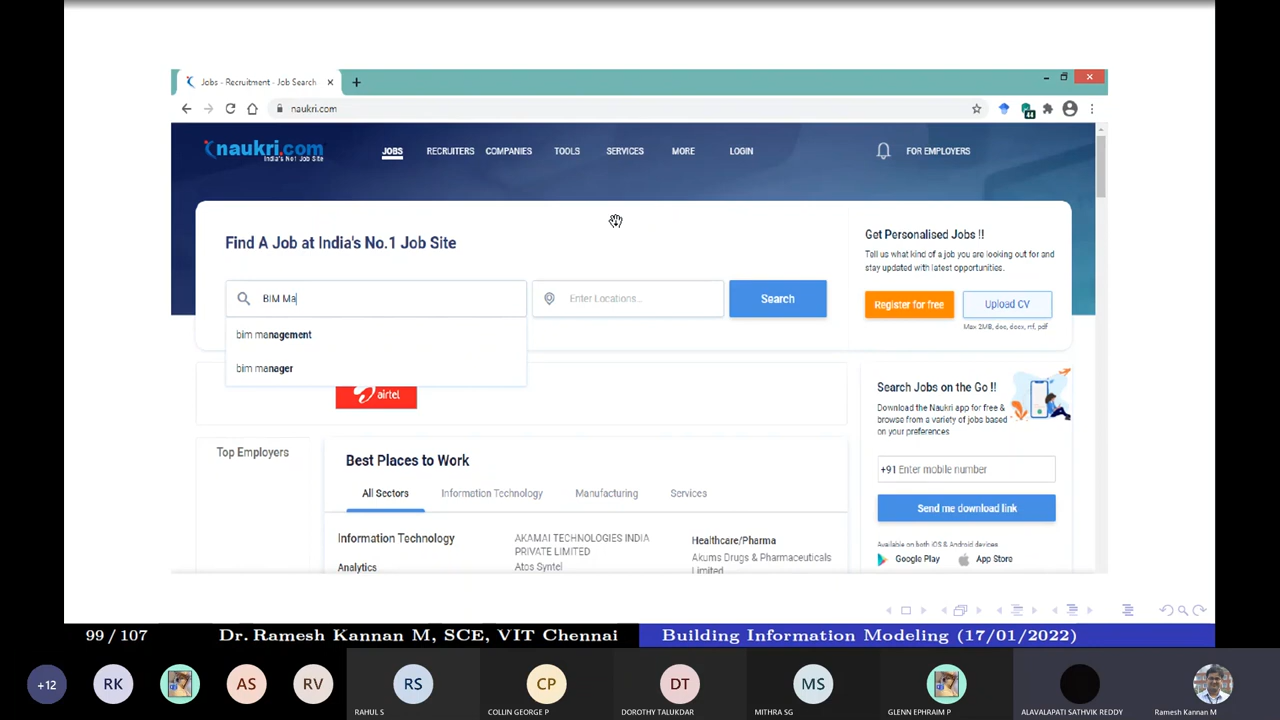 Jobs - Recruitment - Job Search
naukri.com
44
naukri.com
India's No1 Job Site
JOBS RECRUITERS COMPANIES TOOLS SERVICES MORE LOGIN FOR EMPLOYERS
Find A Job at India's No.1 Job Site
BIM Ma
Enter Locations...
Search
bim management
bim manager
Get Personalised Jobs !!
Tell us what kind of a job you are looking out for and
stay updated with latest opportunities.
Register for free
Upload CV
Max 2MB, doc, docx, rtf, pdf
airtel
Search Jobs on the Go !!
Download the Naukri app for free &
browse from a variety of jobs based
on your preferences
+91 Enter mobile number
Send me download link
Available on both iOS & Android devices
Google Play
App Store
Top Employers
Best Places to Work
All Sectors Information Technology Manufacturing Services
Information Technology
Analytics
AKAMAI TECHNOLOGIES INDIA
PRIVATE LIMITED
Atos Syntel
Healthcare/Pharma
Akums Drugs & Pharmaceuticals
Limited
99 / 107 Dr. Ramesh Kannan M, SCE, VIT Chennai Building Information Modeling (17/01/2022)
+12 RK AS RV RS CP DT MS
RAHUL S COLLIN GEORGE P DOROTHY TALUKDAR MITHRA SG GLENN EPHRAIM P ALAVALAPATI SATHVIK REDDY Ramesh Kannan M